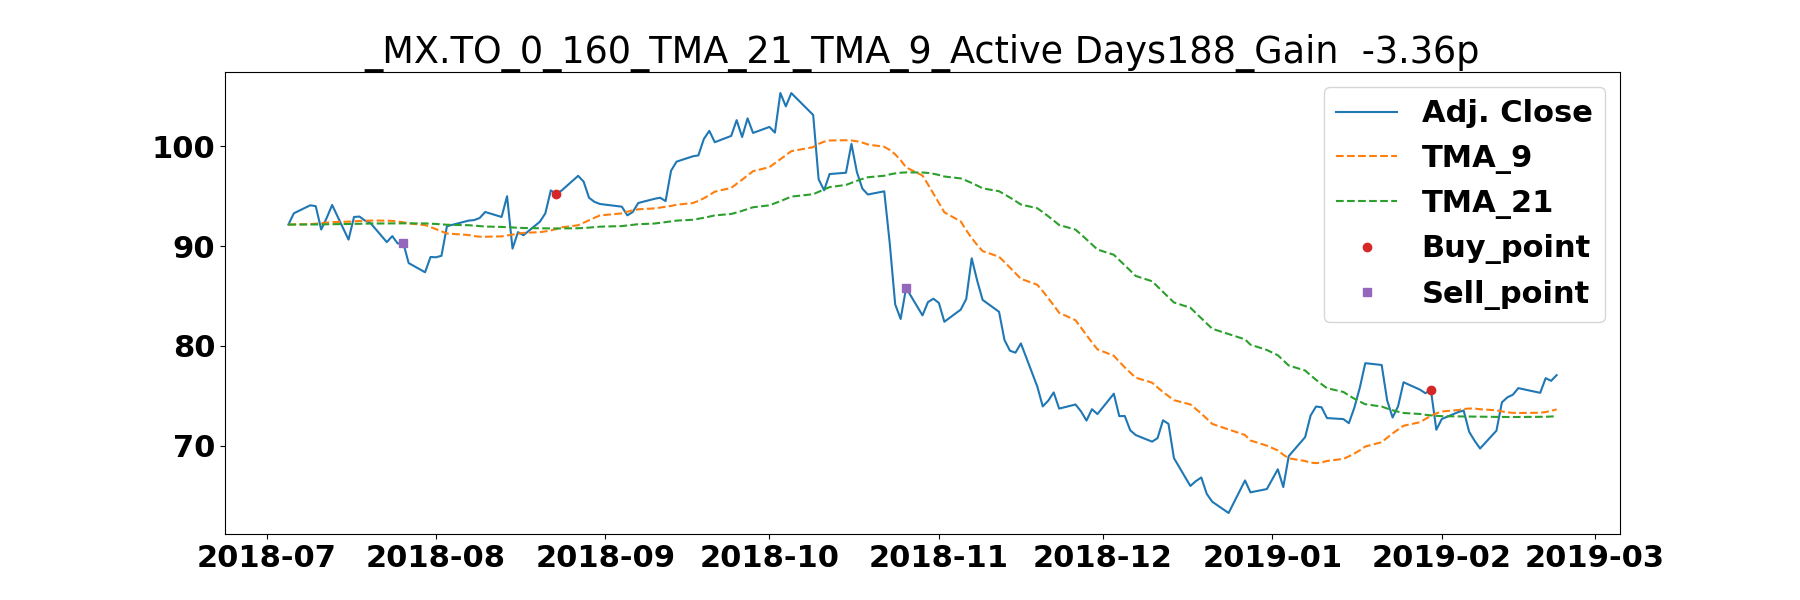 _MX.TO_0_160_TMA_21_TMA_9_Active Days188_Gain  -3.36p
Adj. Close
TMA_9
TMA_21
Buy_point
Sell_point
100
90
80
70
2018-07 2018-08 2018-09 2018-10 2018-11 2018-12 2019-01 2019-02 2019-03